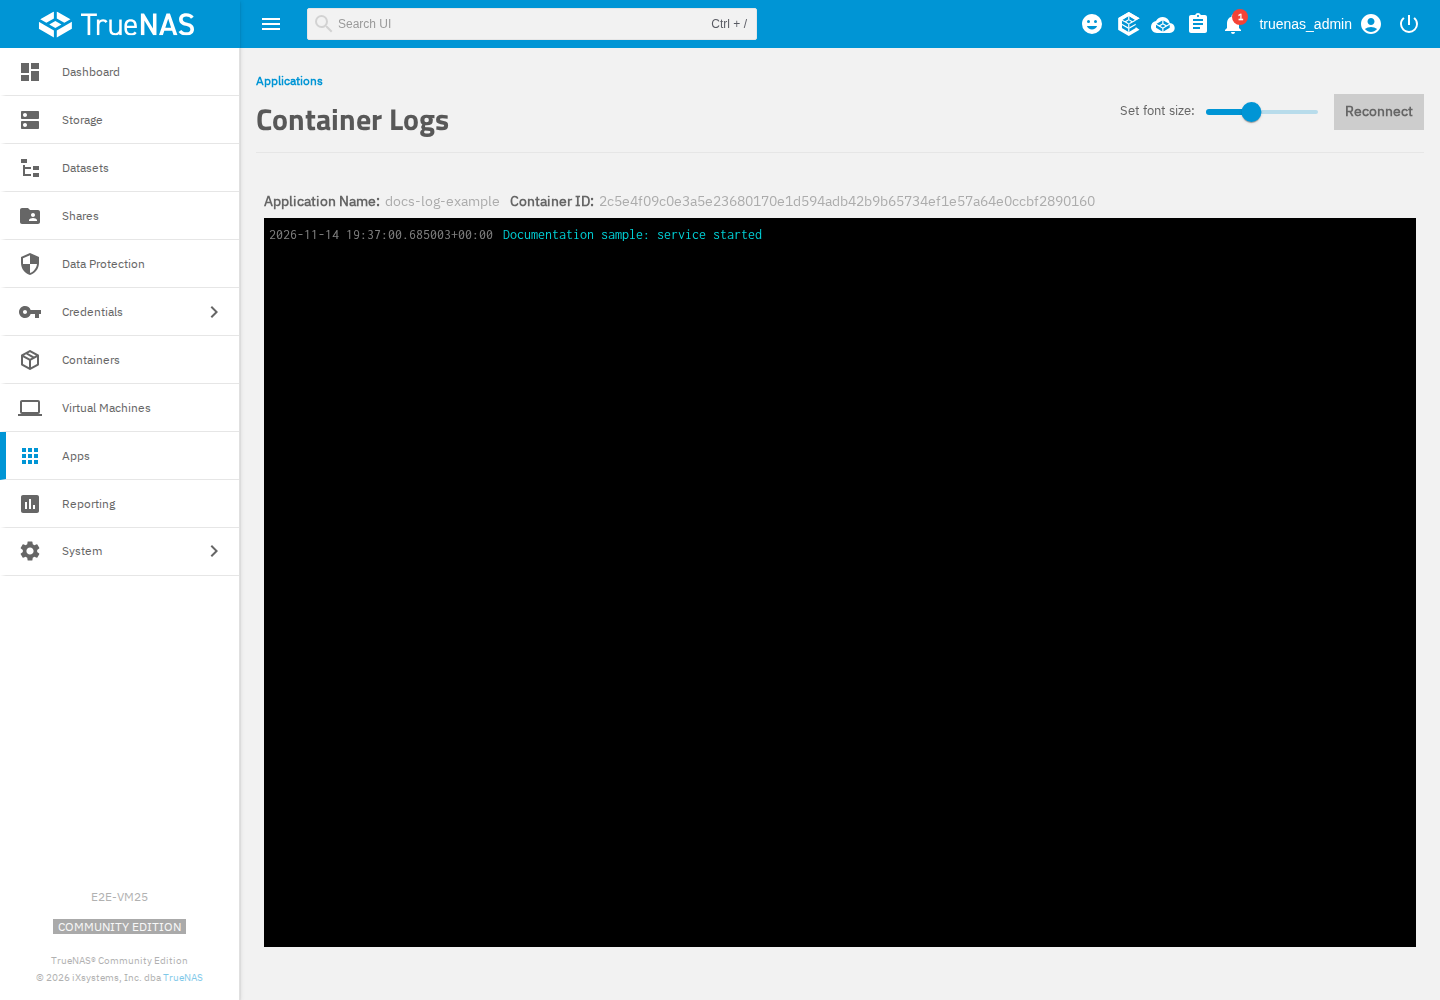 TrueNAS
Search UI
Ctrl + /
1
truenas_admin
Dashboard
Storage
Datasets
Shares
Data Protection
Credentials
Containers
Virtual Machines
Apps
Reporting
System
E2E-VM25
COMMUNITY EDITION
TrueNAS® Community Edition
© 2026 iXsystems, Inc. dba TrueNAS
Applications
Container Logs
Set font size:
Reconnect
Application Name: docs-log-example Container ID: 2c5e4f09c0e3a5e23680170e1d594adb42b9b65734ef1e57a64e0ccbf2890160
2026-11-14 19:37:00.685003+00:00 Documentation sample: service started